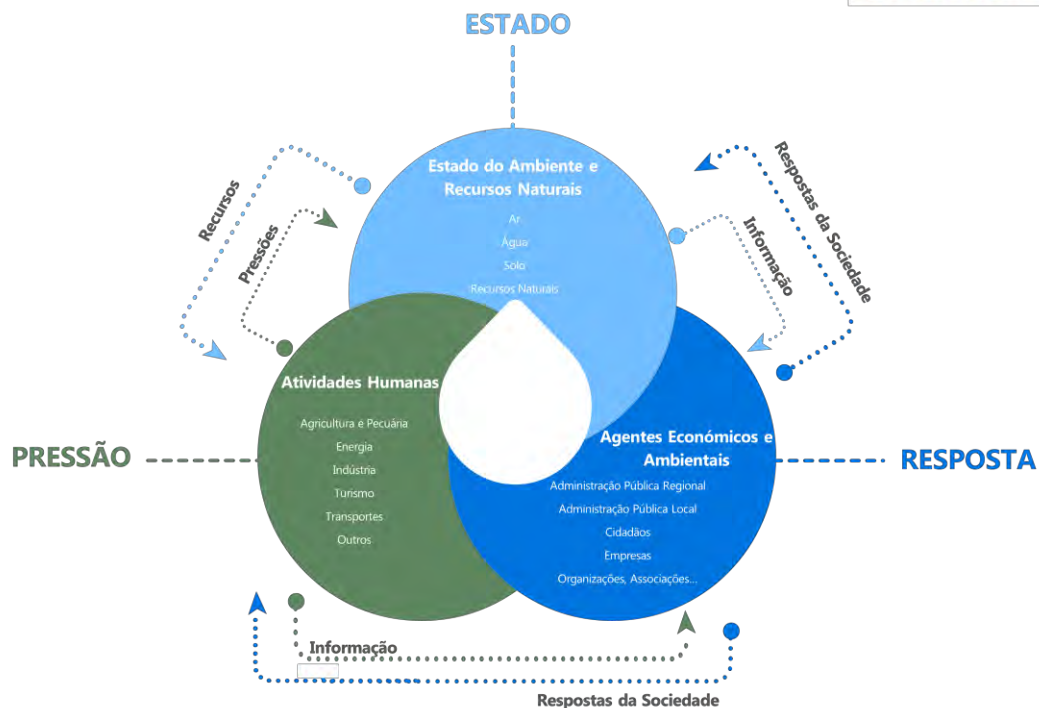 ESTADO
Estado do Ambiente e
Recursos Naturais
Ar
Água
Solo
Recursos Naturais
Recursos
Pressões
Respostas da Sociedade
Informação
Atividades Humanas
Agricultura e Pecuária
Energia
Indústria
Turismo
Transportes
Outros
PRESSÃO
Agentes Económicos e
Ambientais
Administração Pública Regional
Administração Pública Local
Cidadãos
Empresas
Organizações, Associações...
RESPOSTA
Informação
Respostas da Sociedade